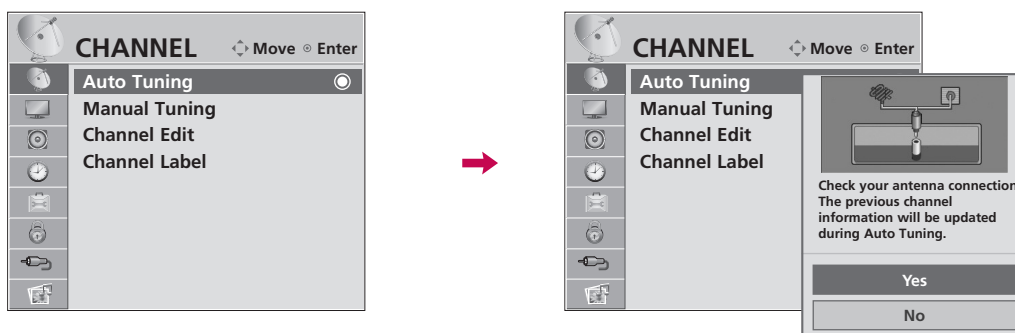 CHANNEL Move Enter
Auto Tuning
Manual Tuning
Channel Edit
Channel Label
CHANNEL Move Enter
Auto Tuning
Manual Tuning
Channel Edit
Channel Label
Check your antenna connection
The previous channel
information will be updated
during Auto Tuning.
Yes
No